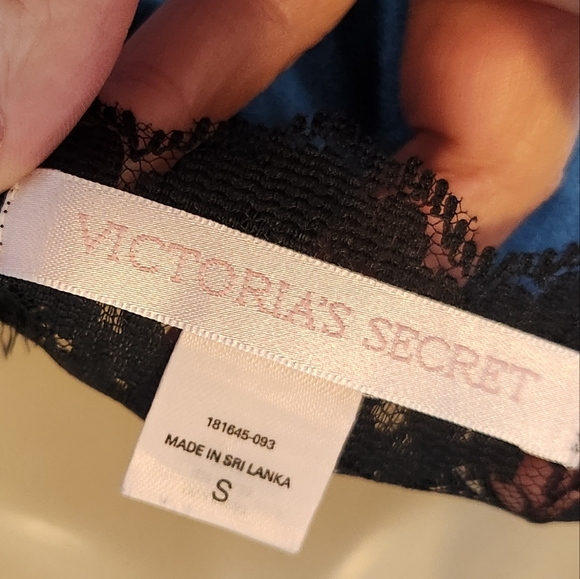 VICTORIA'S SECRET
181645-093
MADE IN SRI LANKA
S